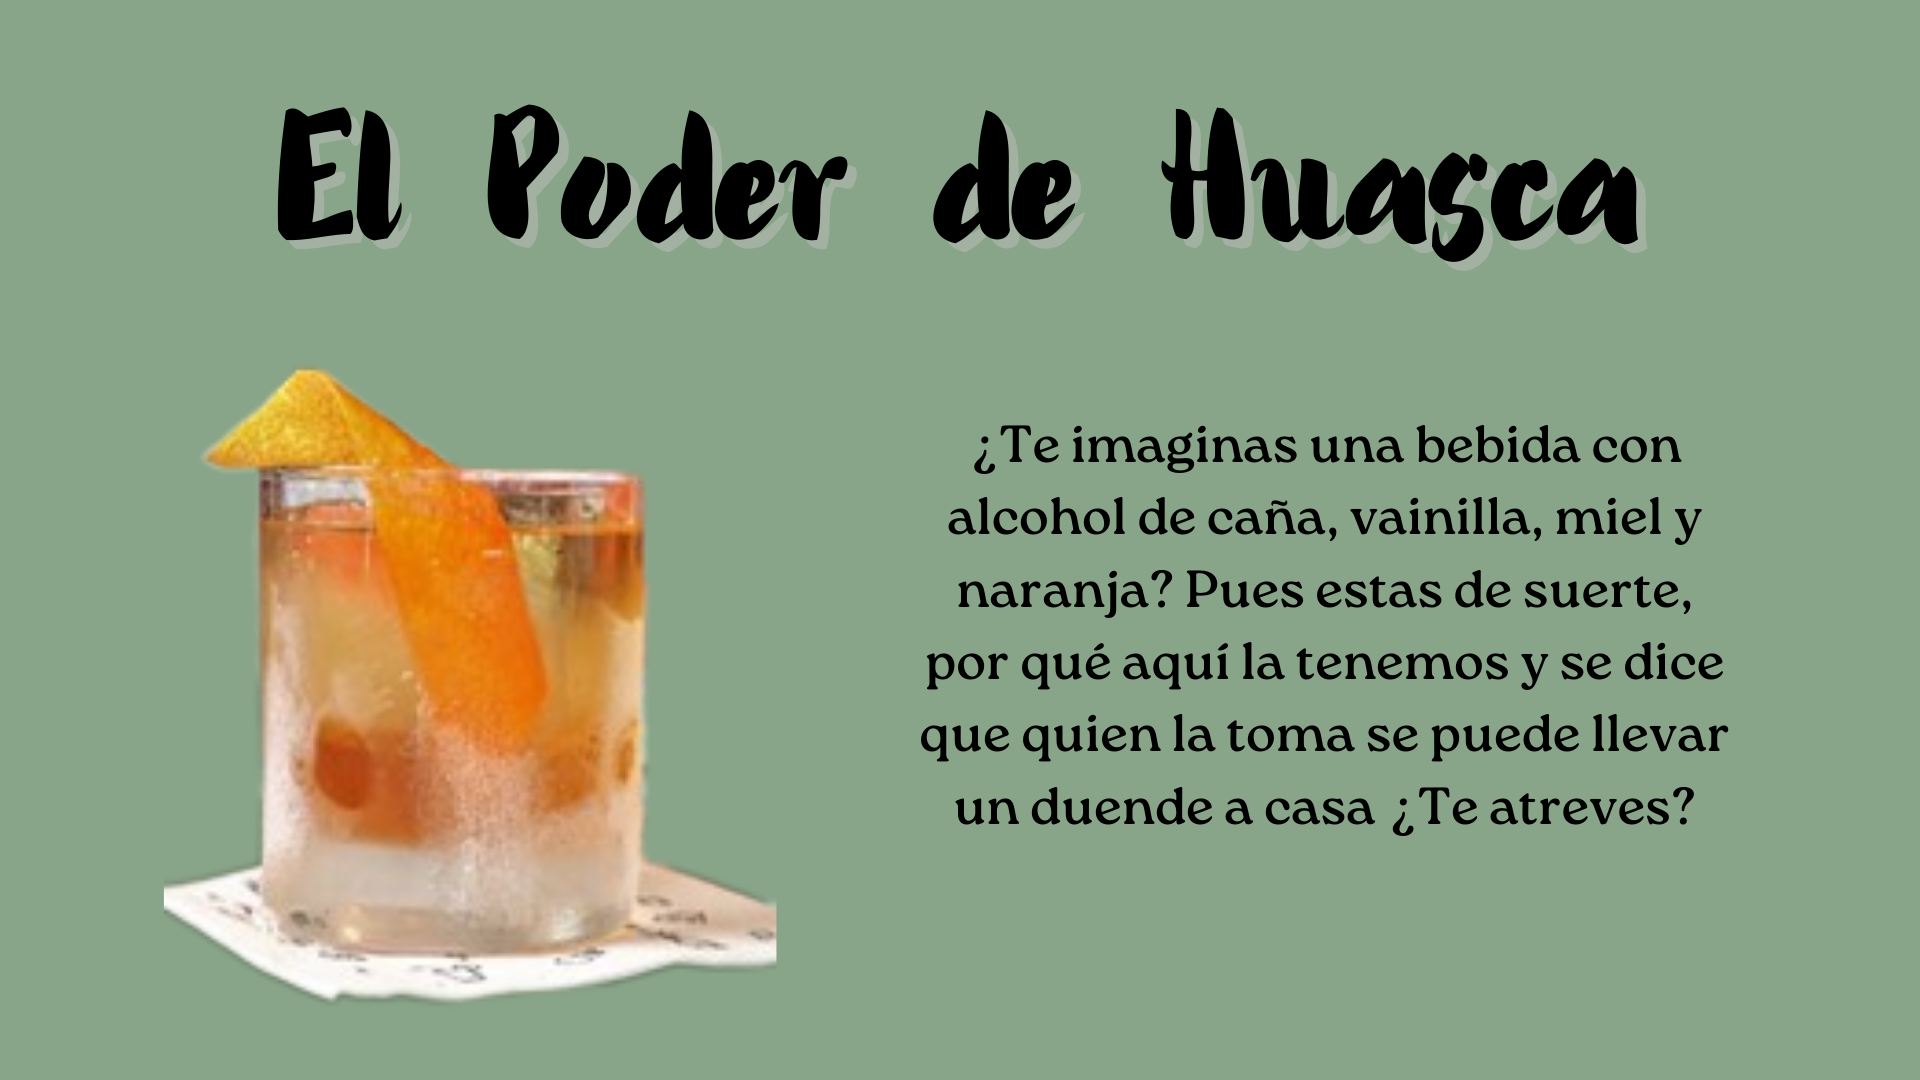 El Poder de Huasca
¿Te imaginas una bebida con
alcohol de caña, vainilla, miel y
naranja? Pues estas de suerte,
por qué aquí la tenemos y se dice
que quien la toma se puede llevar
un duende a casa ¿Te atreves?